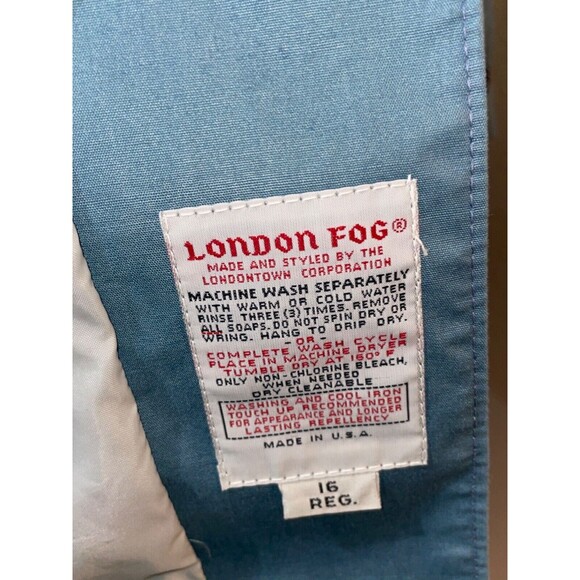 LONDON FOG®
MADE AND STYLED BY THE
LONDONTOWN CORPORATION
MACHINE WASH SEPARATELY
WITH WARM OR COLD WATER
RINSE THREE (3) TIMES. REMOVE
ALL SOAPS. DO NOT SPIN DRY OR
WRING. HANG TO DRIP DRY.
-OR-
COMPLETE WASH CYCLE
PLACE IN MACHINE DRYER
TUMBLE DRY AT 160° F
ONLY NON-CHLORINE BLEACH,
WHEN NEEDED
DRY CLEANABLE
WASHING AND COOL IRON
TOUCH UP RECOMMENDED
FOR APPEARANCE AND LONGER
LASTING REPELLENCY
MADE IN U.S.A.
16
REG.